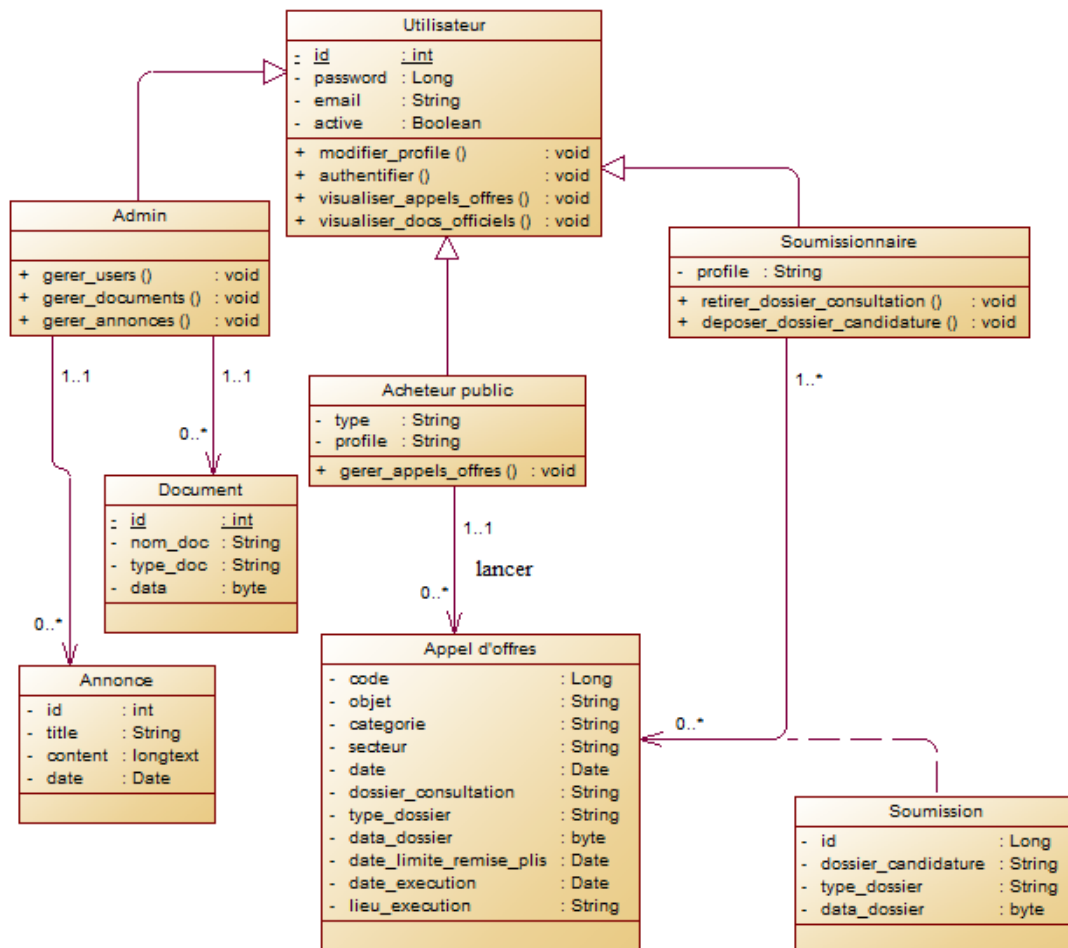 Utilisateur
- id : int
- password : Long
- email : String
- active : Boolean
+ modifier_profile () : void
+ authentifier () : void
+ visualiser_appels_offres () : void
+ visualiser_docs_officiels () : void
Admin
+ gerer_users () : void
+ gerer_documents () : void
+ gerer_annonces () : void
Soumissionnaire
- profile : String
+ retirer_dossier_consultation () : void
+ deposer_dossier_candidature () : void
1..1
1..1
1..*
Acheteur public
- type : String
- profile : String
+ gerer_appels_offres () : void
0..*
Document
- id : int
- nom_doc : String
- type_doc : String
- data : byte
1..1
lancer
0..*
0..*
Annonce
- id : int
- title : String
- content : longtext
- date : Date
Appel d'offres
- code : Long
- objet : String
- categorie : String
- secteur : String
- date : Date
- dossier_consultation : String
- type_dossier : String
- data_dossier : byte
- date_limite_remise_plis : Date
- date_execution : Date
- lieu_execution : String
0..*
Soumission
- id : Long
- dossier_candidature : String
- type_dossier : String
- data_dossier : byte